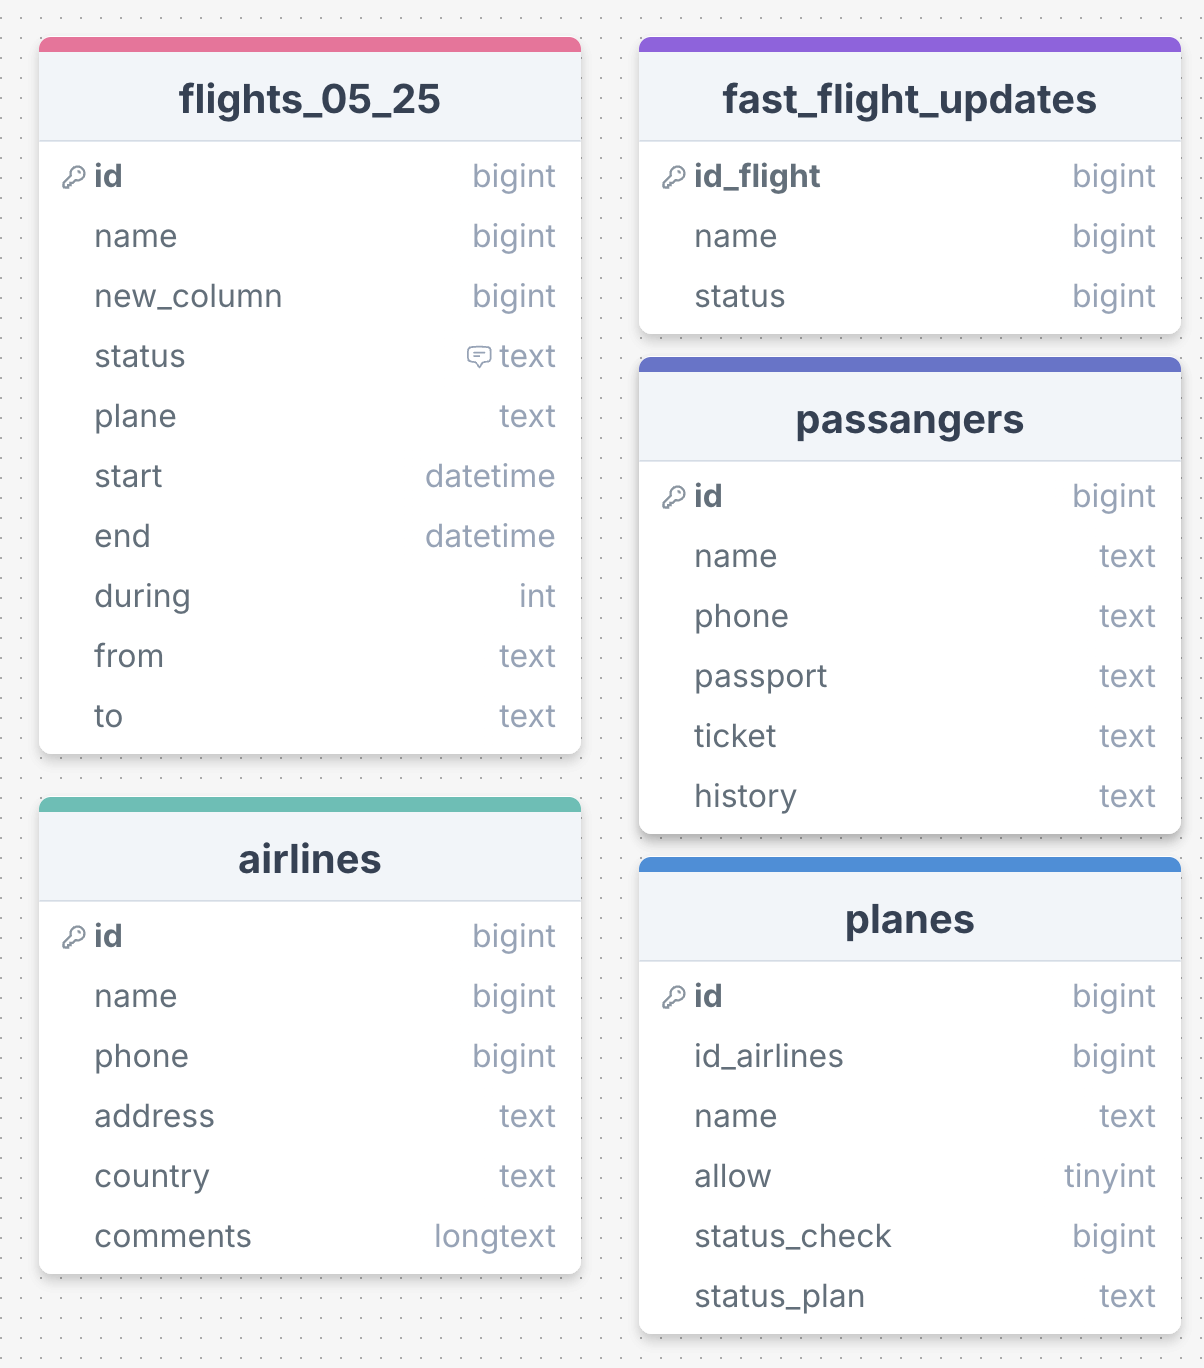 flights_05_25
id bigint
name bigint
new_column bigint
status text
plane text
start datetime
end datetime
during int
from text
to text
airlines
id bigint
name bigint
phone bigint
address text
country text
comments longtext
fast_flight_updates
id_flight bigint
name bigint
status bigint
passangers
id bigint
name text
phone text
passport text
ticket text
history text
planes
id bigint
id_airlines bigint
name text
allow tinyint
status_check bigint
status_plan text